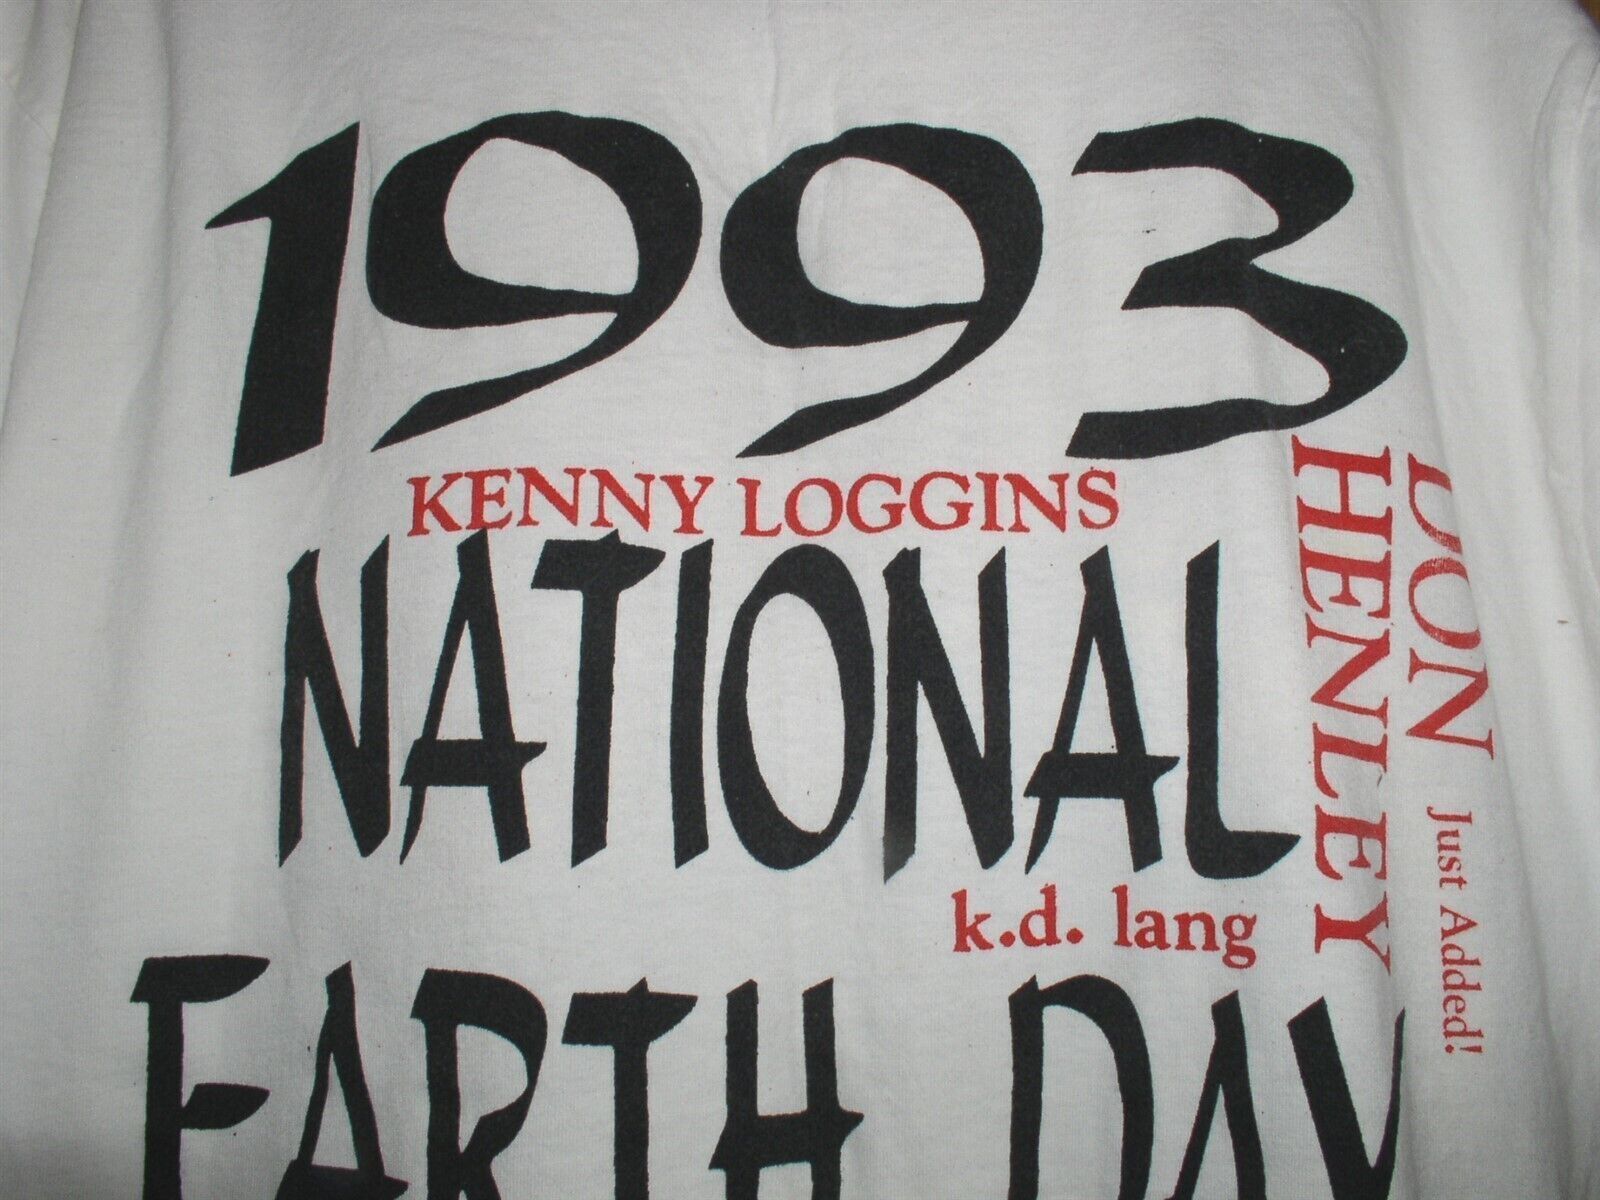 1993
KENNY LOGGINS
NATIONAL
DON
HENLEY
Just Added!
k.d. lang
EARTH DAY